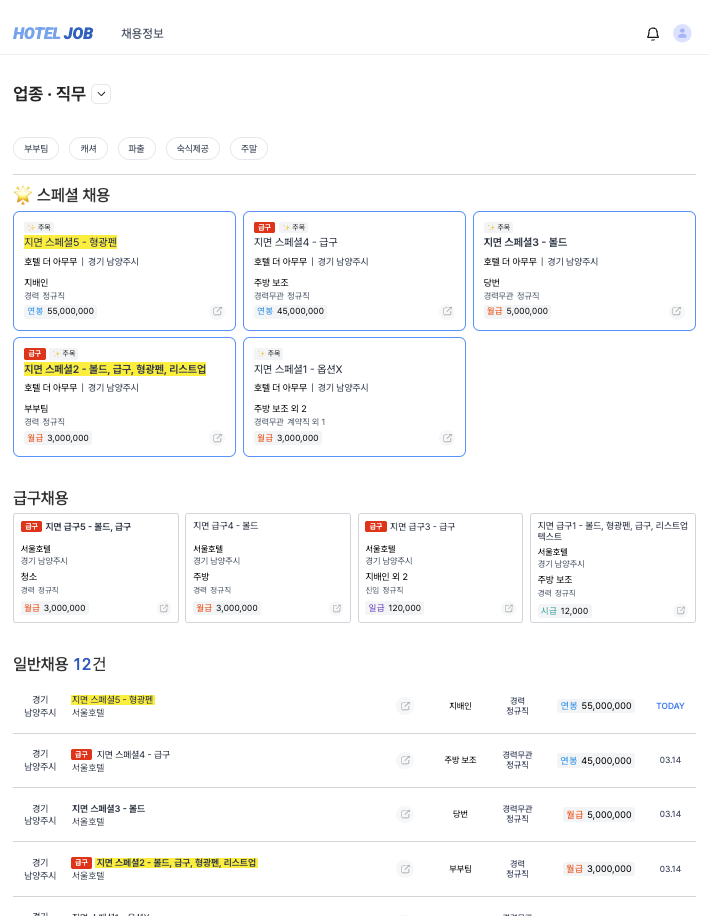 HOTEL JOB 채용정보
업종 · 직무
부부팀 캐셔 파출 숙식제공 주말
스페셜 채용
주목
지면 스페셜5 - 형광펜
호텔 더 아무무 | 경기 남양주시
지배인
경력 정규직
연봉 55,000,000
급구 주목
지면 스페셜4 - 급구
호텔 더 아무무 | 경기 남양주시
주방 보조
경력무관 정규직
연봉 45,000,000
주목
지면 스페셜3 - 볼드
호텔 더 아무무 | 경기 남양주시
당번
경력무관 정규직
월급 5,000,000
급구 주목
지면 스페셜2 - 볼드, 급구, 형광펜, 리스트업
호텔 더 아무무 | 경기 남양주시
부부팀
경력 정규직
월급 3,000,000
주목
지면 스페셜1 - 옵션X
호텔 더 아무무 | 경기 남양주시
주방 보조 외 2
경력무관 계약직 외 1
월급 3,000,000
급구채용
급구 지면 급구5 - 볼드, 급구
서울호텔
경기 남양주시
청소
경력 정규직
월급 3,000,000
지면 급구4 - 볼드
서울호텔
경기 남양주시
주방
경력 정규직
월급 3,000,000
급구 지면 급구3 - 급구
서울호텔
경기 남양주시
지배인 외 2
신입 정규직
일급 120,000
지면 급구1 - 볼드, 형광펜, 급구, 리스트업
텍스트
서울호텔
경기 남양주시
주방 보조
경력 정규직
시급 12,000
일반채용 12건
경기
남양주시
지면 스페셜5 - 형광펜
서울호텔
지배인
경력
정규직
연봉 55,000,000
TODAY
경기
남양주시
급구 지면 스페셜4 - 급구
서울호텔
주방 보조
경력무관
정규직
연봉 45,000,000
03.14
경기
남양주시
지면 스페셜3 - 볼드
서울호텔
당번
경력무관
정규직
월급 5,000,000
03.14
경기
남양주시
급구 지면 스페셜2 - 볼드, 급구, 형광펜, 리스트업
서울호텔
부부팀
경력
정규직
월급 3,000,000
03.14